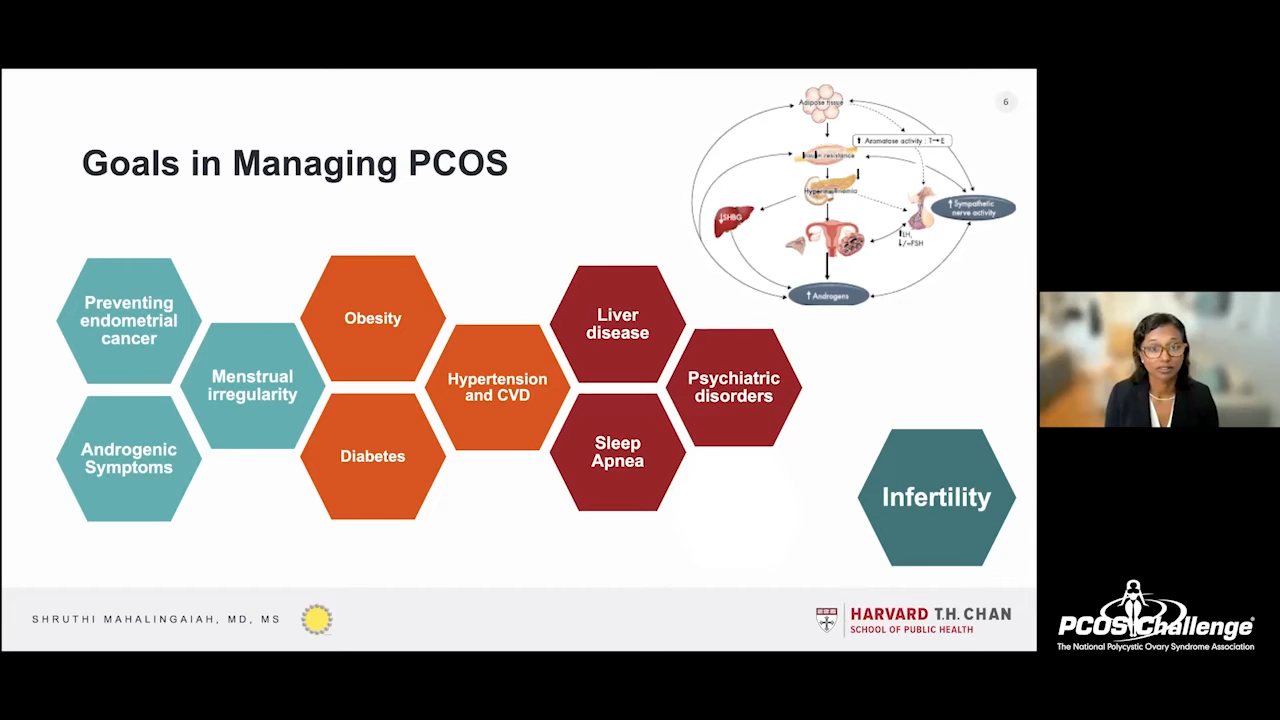 6
Goals in Managing PCOS
Adipose tissue
Aromatase activity : T→E
resistance
↑ Sympathetic
nerve activity
↓SHBG
LH,
↓/=FSH
↑ Androgens
Preventing
endometrial
cancer
Menstrual
irregularity
Androgenic
Symptoms
Obesity
Diabetes
Hypertension
and CVD
Liver
disease
Sleep
Apnea
Psychiatric
disorders
Infertility
SHRUTHI MAHALINGAIAH, MD, MS
HARVARD T.H. CHAN
SCHOOL OF PUBLIC HEALTH
PCOS Challenge®
The National Polycystic Ovary Syndrome Association